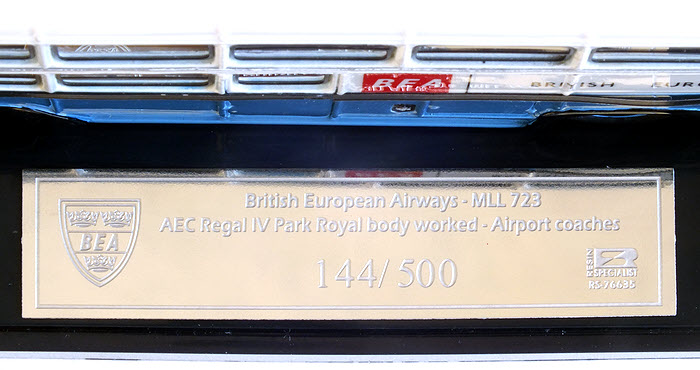 BEA
BRITISH EUR
British European Airways - MLL 723
AEC Regal IV Park Royal body worked - Airport coaches
BEA
144/500
RESIN
SPECIALIST
RS-76635